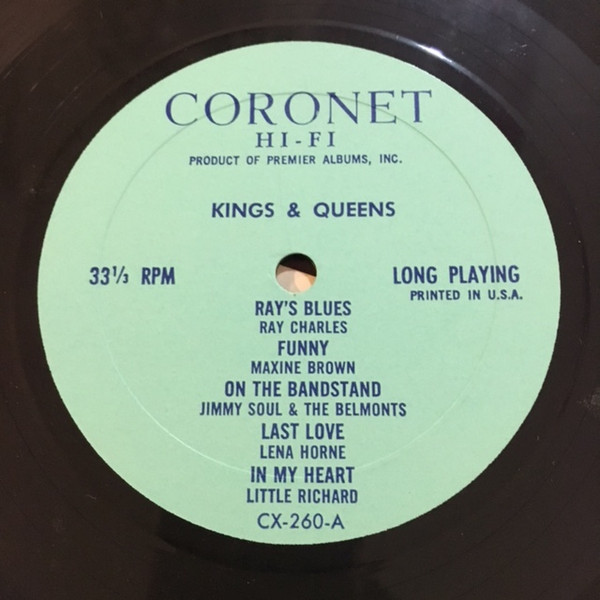 CORONET
HI-FI
PRODUCT OF PREMIER ALBUMS, INC.
KINGS & QUEENS
33⅓ RPM
LONG PLAYING
PRINTED IN U.S.A.
RAY'S BLUES
RAY CHARLES
FUNNY
MAXINE BROWN
ON THE BANDSTAND
JIMMY SOUL & THE BELMONTS
LAST LOVE
LENA HORNE
IN MY HEART
LITTLE RICHARD
CX-260-A